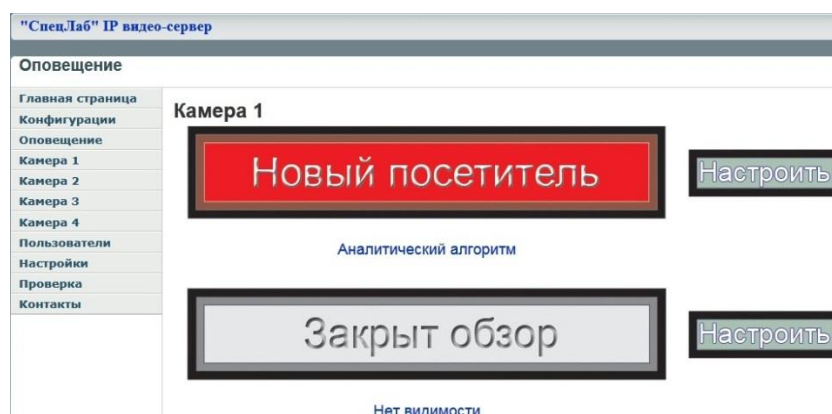 "СпецЛаб" IP видео-сервер
Оповещение
Главная страница
Конфигурации
Оповещение
Камера 1
Камера 2
Камера 3
Камера 4
Пользователи
Настройки
Проверка
Контакты
Камера 1
Новый посетитель
Настроить
Аналитический алгоритм
Закрыт обзор
Настроить
Нет видимости